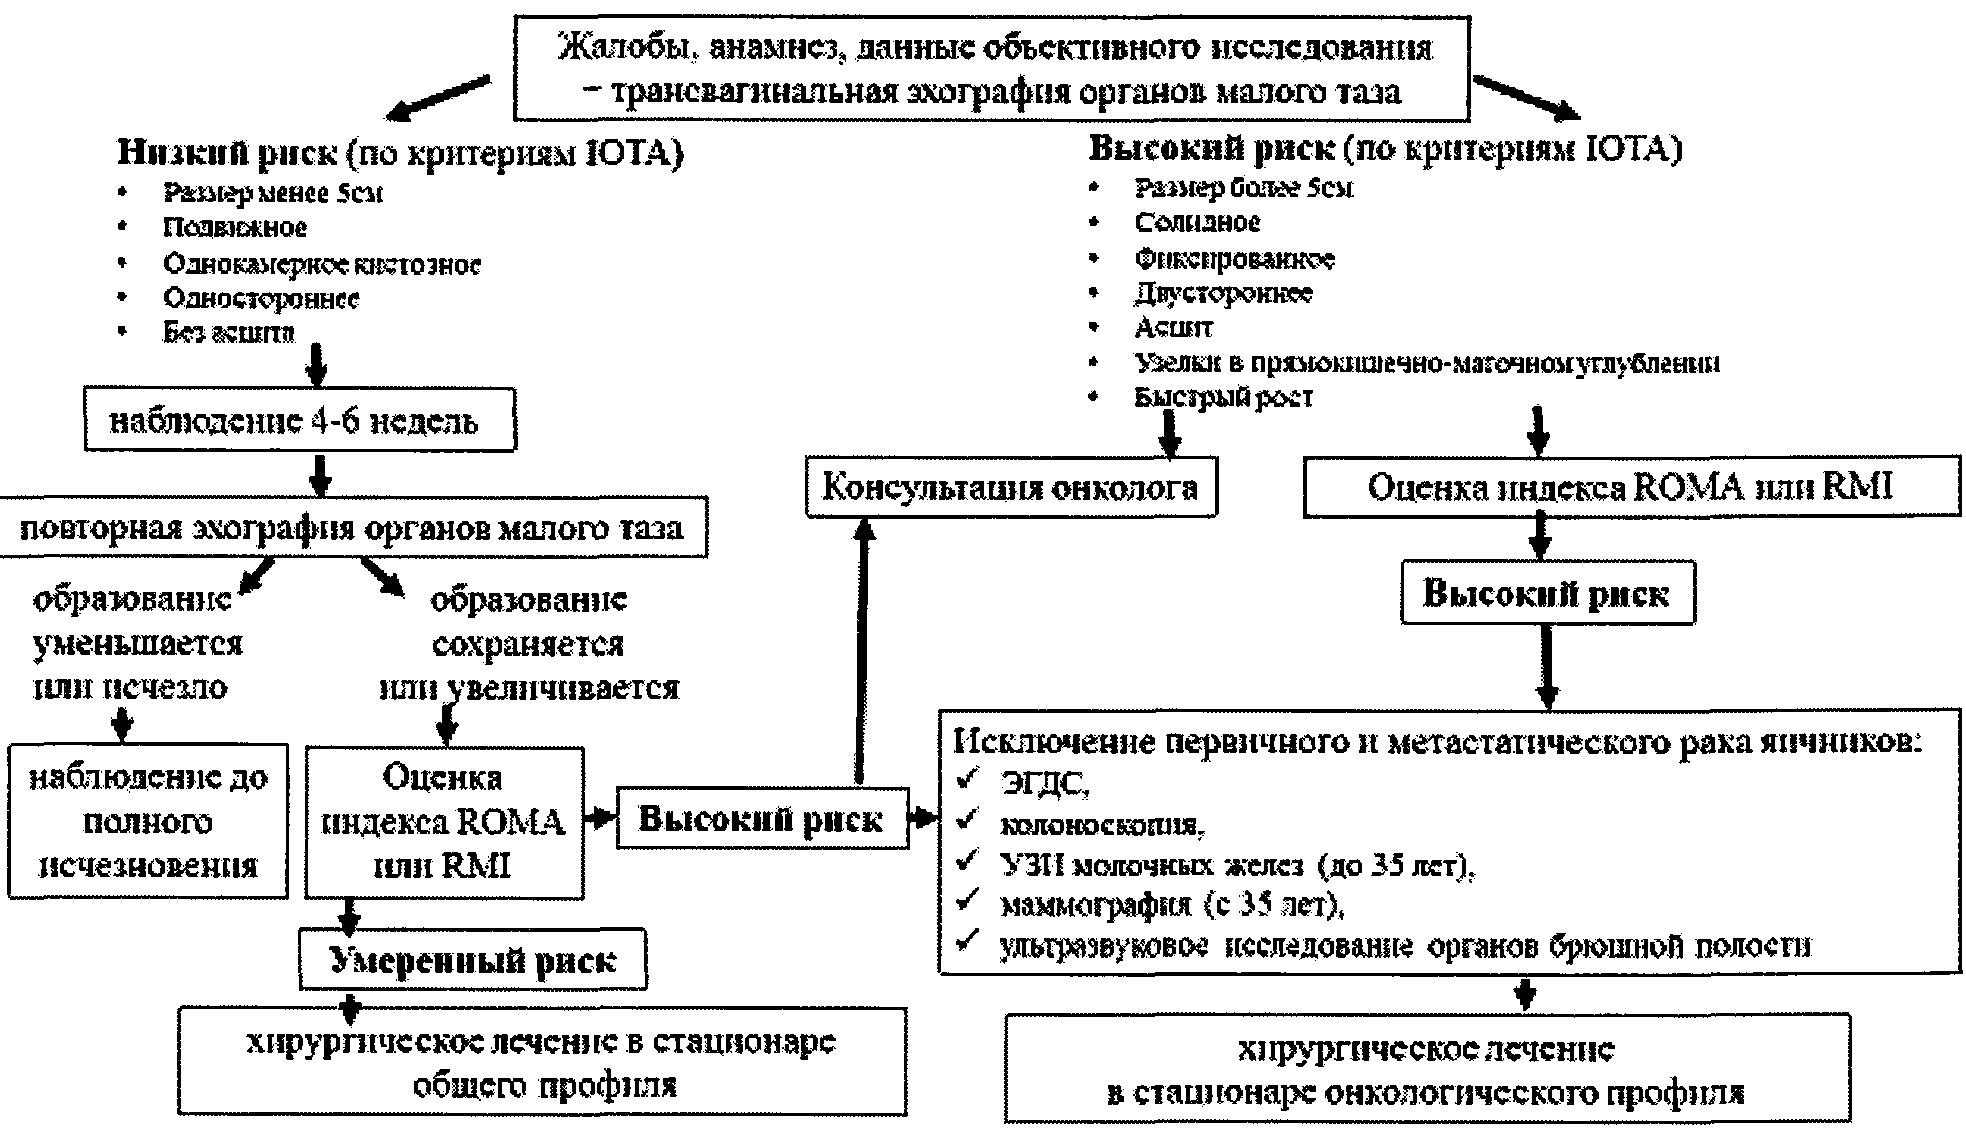 Жалобы, анамнез, данные объективного исследования
– трансвагинальная эхография органов малого таза
Низкий риск (по критериям IOTA)
• Размер менее 5см
• Подвижное
• Однокамерное кистозное
• Одностороннее
• Без асцита
наблюдение 4-6 недель
повторная эхография органов малого таза
образование
уменьшается
или исчезло
образование
сохраняется
или увеличивается
наблюдение до
полного
исчезновения
Оценка
индекса ROMA
или RMI
Высокий риск
Умеренный риск
хирургическое лечение в стационаре
общего профиля
Высокий риск (по критериям IOTA)
• Размер более 5см
• Солидное
• Фиксированное
• Двустороннее
• Асцит
• Узелки в прямокишечно-маточном углублении
• Быстрый рост
Консультация онколога
Оценка индекса ROMA или RMI
Высокий риск
Исключение первичного и метастатического рака яичников:
✓ ЭГДС,
✓ колоноскопия,
✓ УЗИ молочных желез (до 35 лет),
✓ маммография (с 35 лет),
✓ ультразвуковое исследование органов брюшной полости
хирургическое лечение
в стационаре онкологического профиля